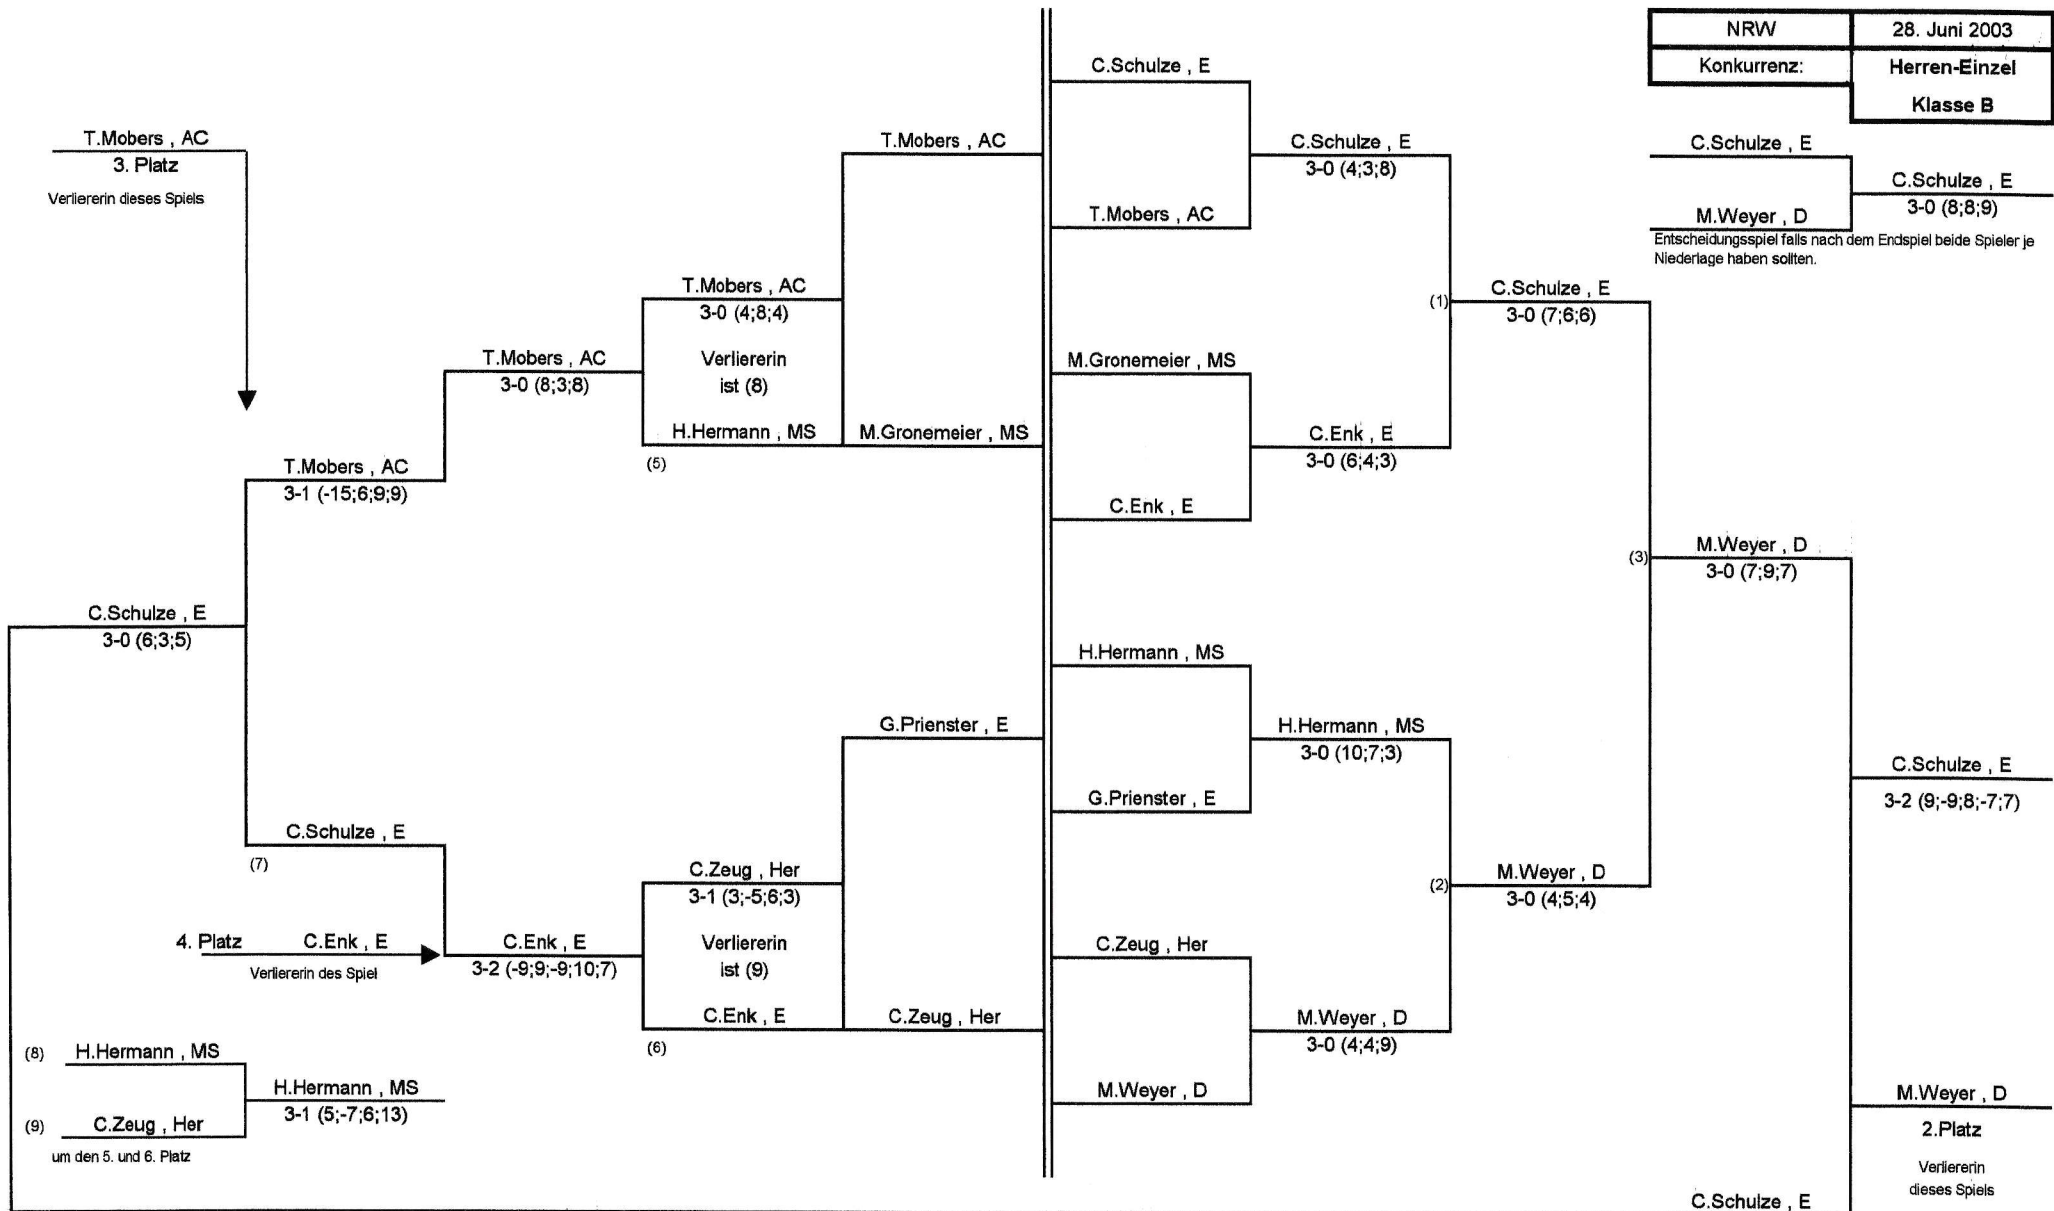 NRW 28. Juni 2003
Konkurrenz: Herren-Einzel
Klasse B
T.Mobers , AC
3. Platz
Verliererin dieses Spiels
C.Schulze , E
3-0 (6;3;5)
T.Mobers , AC
3-1 (-15;6;9;9)
C.Schulze , E
(7)
4. Platz C.Enk , E
Verliererin des Spiel
(8) H.Hermann , MS
(9) C.Zeug , Her
um den 5. und 6. Platz
H.Hermann , MS
3-1 (5;-7;6;13)
T.Mobers , AC
3-0 (8;3;8)
C.Enk , E
3-2 (-9;9;-9;10;7)
T.Mobers , AC
3-0 (4;8;4)
Verliererin
ist (8)
H.Hermann , MS
(5)
C.Zeug , Her
3-1 (3;-5;6;3)
Verliererin
ist (9)
C.Enk , E
(6)
T.Mobers , AC
M.Gronemeier , MS
G.Prienster , E
C.Zeug , Her
C.Schulze , E
T.Mobers , AC
M.Gronemeier , MS
C.Enk , E
H.Hermann , MS
G.Prienster , E
C.Zeug , Her
M.Weyer , D
C.Schulze , E
3-0 (4;3;8)
C.Enk , E
3-0 (6;4;3)
H.Hermann , MS
3-0 (10;7;3)
M.Weyer , D
3-0 (4;4;9)
(1)
C.Schulze , E
3-0 (7;6;6)
(2)
M.Weyer , D
3-0 (4;5;4)
(3)
M.Weyer , D
3-0 (7;9;7)
C.Schulze , E
C.Schulze , E
3-2 (9;-9;8;-7;7)
M.Weyer , D
2.Platz
Verliererin
dieses Spiels
C.Schulze , E
M.Weyer , D
C.Schulze , E
3-0 (8;8;9)
Entscheidungsspiel falls nach dem Endspiel beide Spieler je
Niederlage haben sollten.